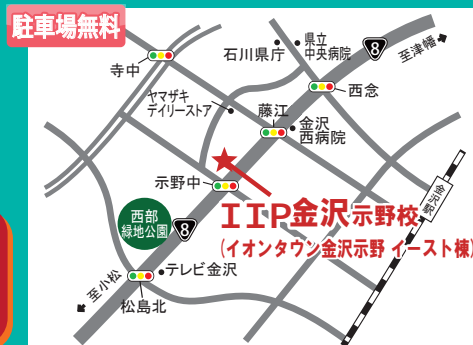 駐車場無料
石川県庁
県立
中央病院
8
至津幡
寺中
西念
ヤマザキ
デイリーストア
藤江
金沢
西病院
示野中
金沢駅
エエP金沢示野校
(イオンタウン金沢示野 イースト棟)
西部
緑地公園
8
テレビ金沢
至小松
松島北